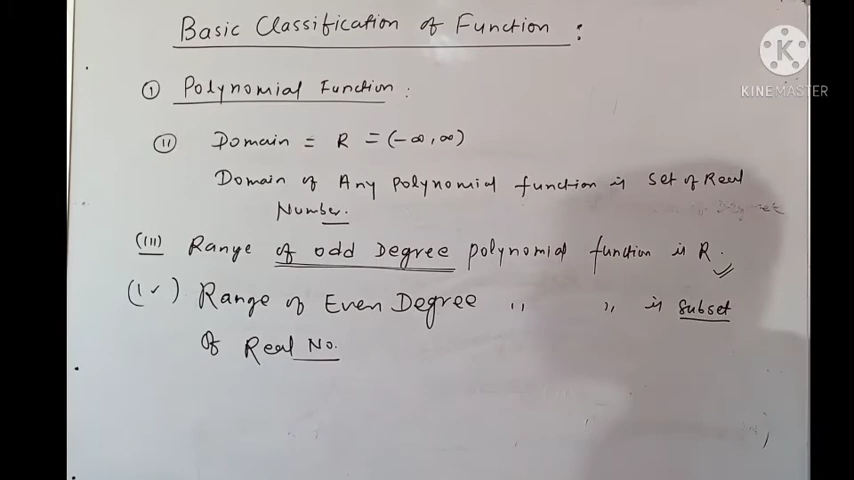 Basic Classification of Function :
K
KINEMASTER
(i) Polynomial Function :
(ii) Domain = R = (-∞, ∞)
Domain of Any polynomial function is Set of Real
Number.
(iii) Range of odd Degree polynomial function is R.
(iv) Range of Even Degree ,, ,, is subset
of Real No.